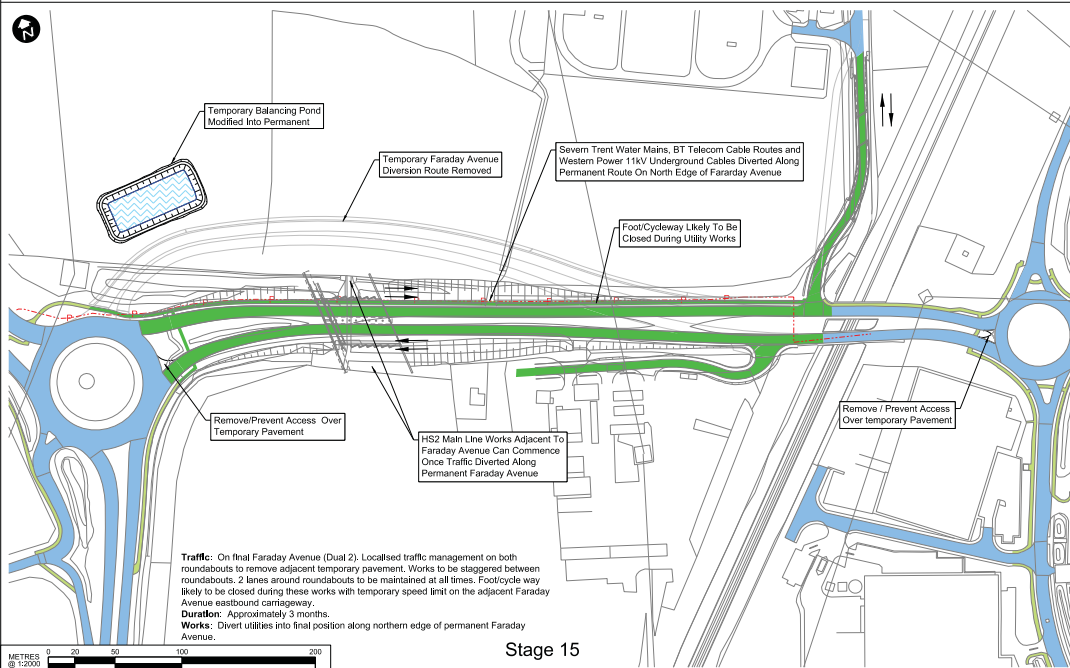 N
Temporary Balancing Pond
Modified Into Permanent
Temporary Faraday Avenue
Diversion Route Removed
Severn Trent Water Mains, BT Telecom Cable Routes and
Western Power 11kV Underground Cables Diverted Along
Permanent Route On North Edge of Fararday Avenue
Foot/Cycleway Likely To Be
Closed During Utility Works
P
P
P
P
P
P
P
P
P
Remove/Prevent Access Over
Temporary Pavement
HS2 Main Line Works Adjacent To
Faraday Avenue Can Commence
Once Traffic Diverted Along
Permanent Faraday Avenue
Remove / Prevent Access
Over temporary Pavement
Traffic: On final Faraday Avenue (Dual 2). Localised traffic management on both
roundabouts to remove adjacent temporary pavement. Works to be staggered between
roundabouts. 2 lanes around roundabouts to be maintained at all times. Foot/cycle way
likely to be closed during these works with temporary speed limit on the adjacent Faraday
Avenue eastbound carriageway.
Duration: Approximately 3 months.
Works: Divert utilities into final position along northern edge of permanent Faraday
Avenue.
Stage 15
METRES
@ 1:2000
0 20 50 100 200